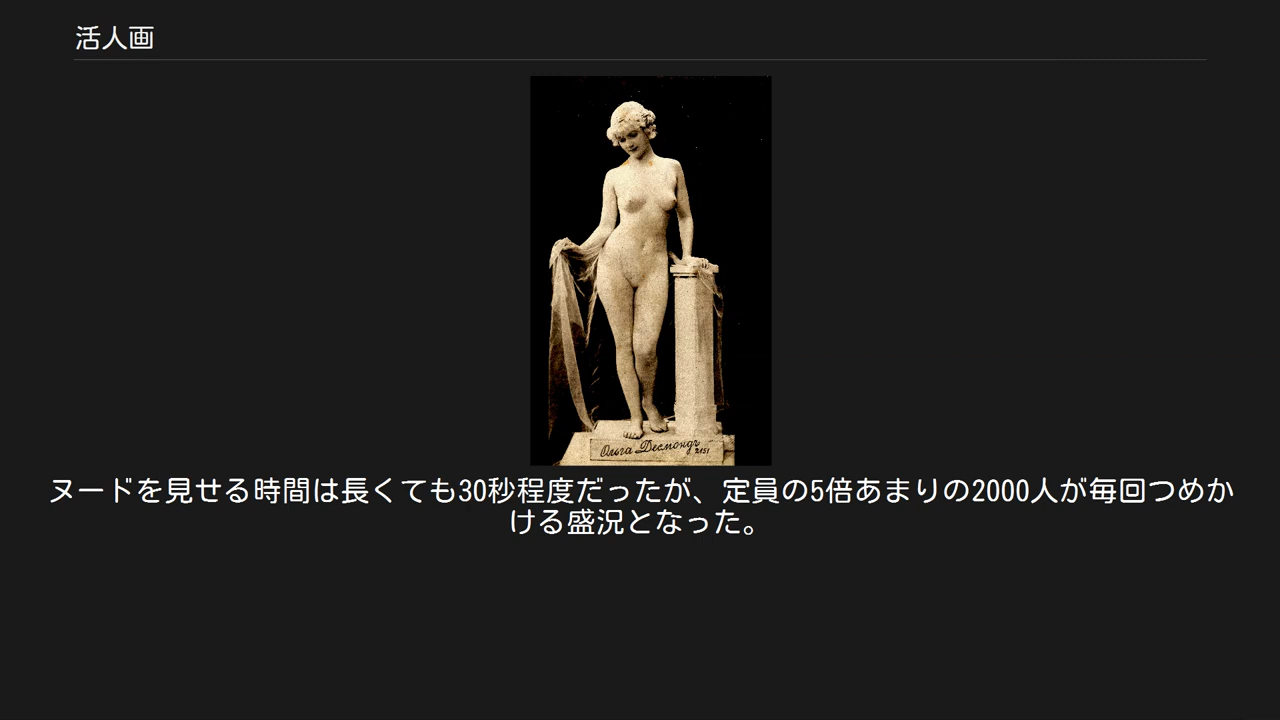 活人画
Ольга Десмондъ
2151
ヌードを見せる時間は長くても30秒程度だったが、定員の5倍あまりの2000人が毎回つめか
ける盛況となった。